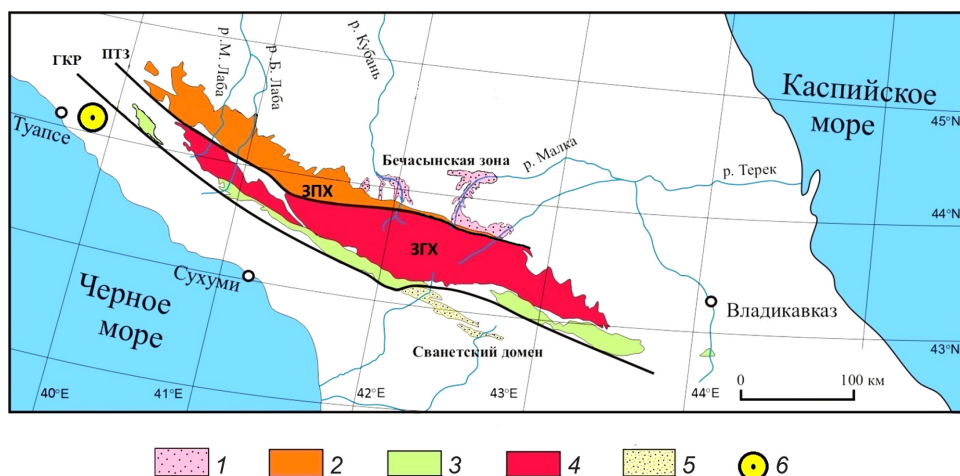 ГКР
ПТЗ
р. М. Лаба
р. Б. Лаба
р. Кубань
Каспийское
море
45°N
Туапсе
Бечасынская зона
р. Малка
р. Терек
ЗПХ
44°N
ЗГХ
Сухуми
Черное
море
Владикавказ
Сванетский домен
43°N
40°E
41°E
42°E
43°E
44°E
0
100 км
1
2
3
4
5
6